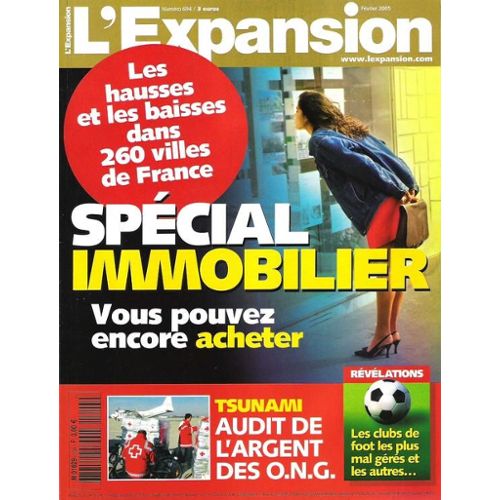 L'Expansion
L'Expansion
Numéro 694 / 3 euros
Février 2005
www.lexpansion.com
Les
hausses
et les baisses
dans
260 villes
de France
SPÉCIAL
IMMOBILIER
Vous pouvez
encore acheter
TSUNAMI
AUDIT DE
L'ARGENT
DES O.N.G.
RÉVÉLATIONS
Les clubs de
foot les plus
mal gérés et
les autres...